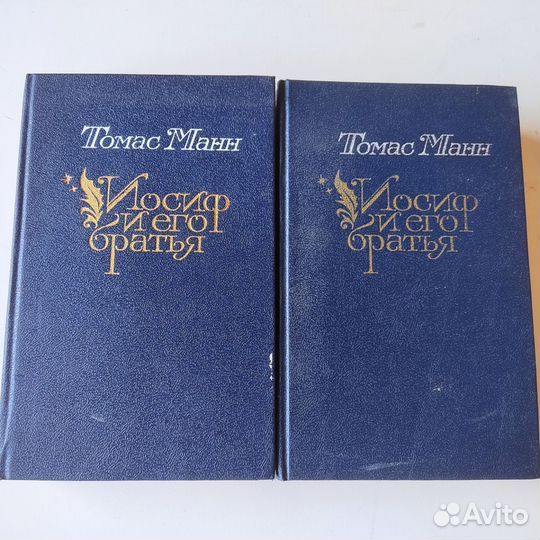 Томас Манн
Иосиф
и его
братья
Томас Манн
Иосиф
и его
братья
Avito